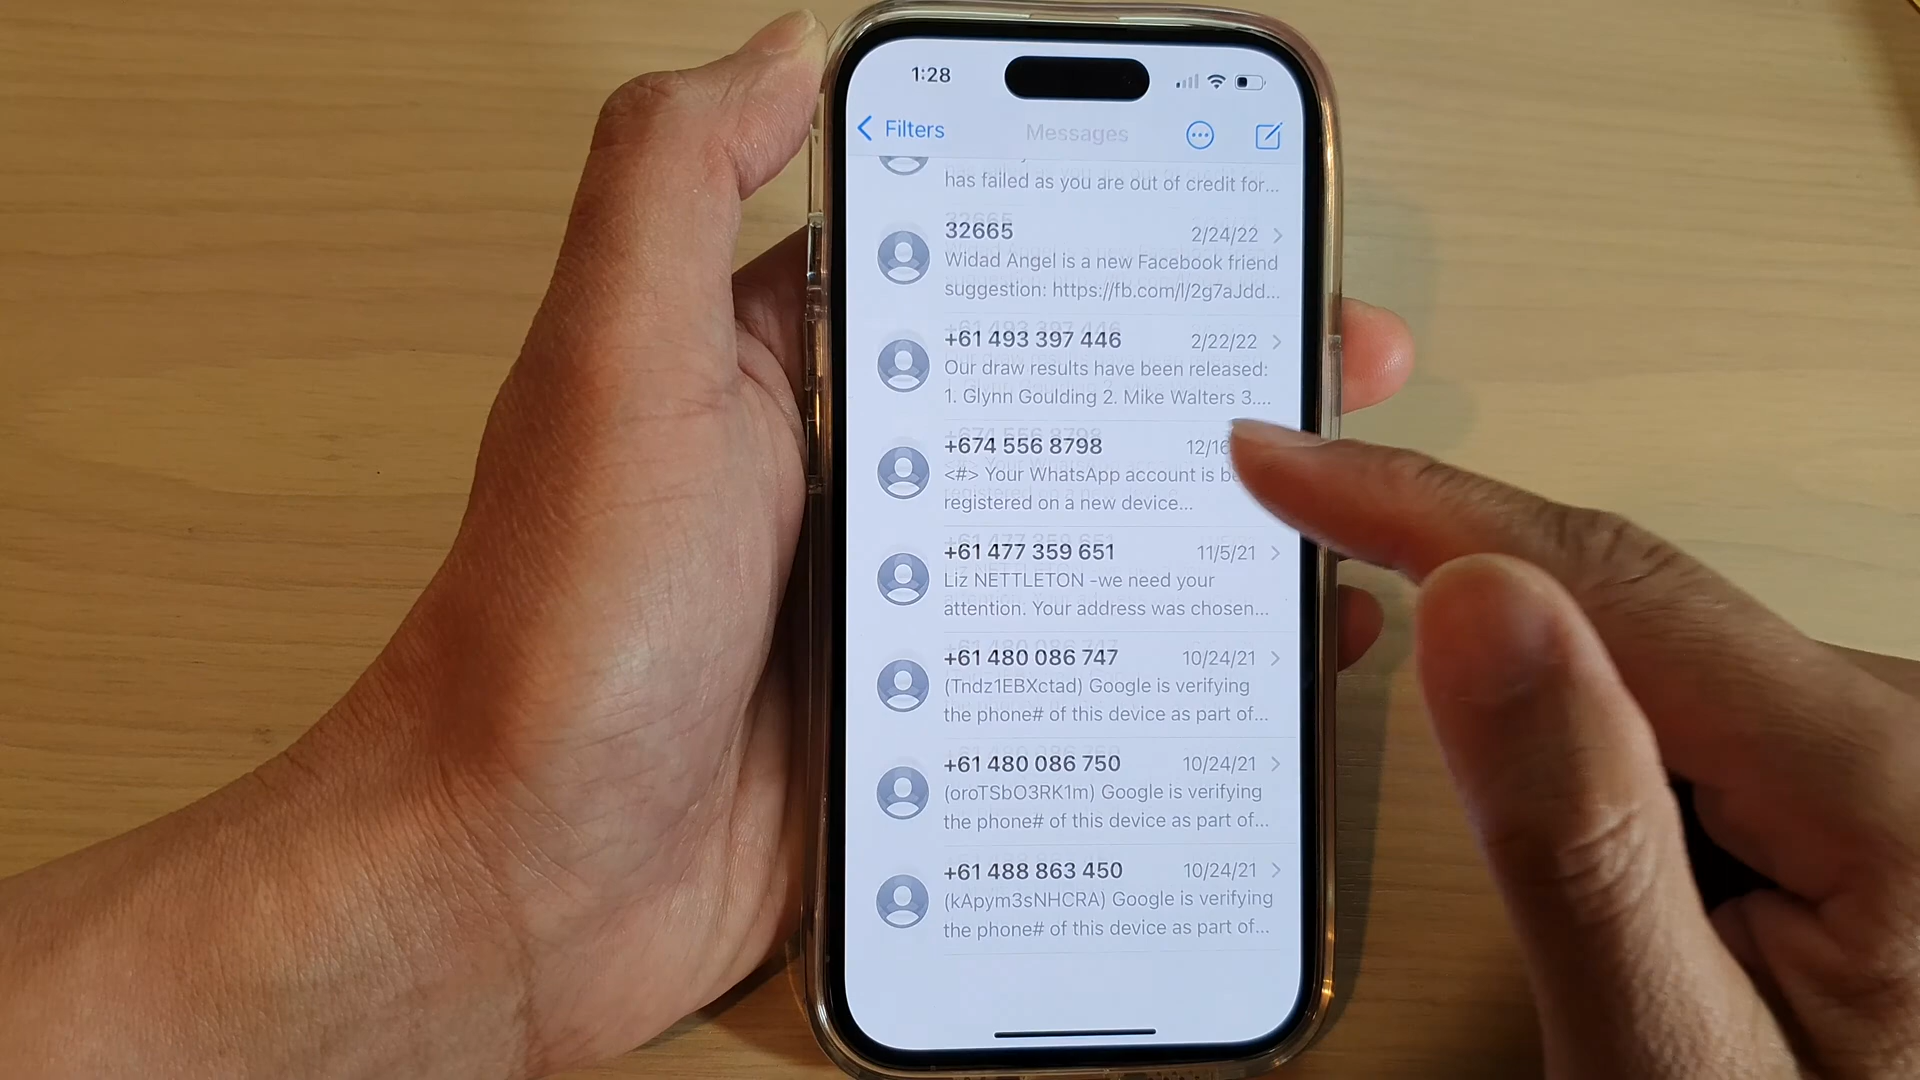 1:28
Filters
Messages
has failed as you are out of credit for...
32665 2/24/22
Widad Angel is a new Facebook friend
suggestion: https://fb.com/l/2g7aJdd...
+61 493 397 446 2/22/22
Our draw results have been released:
1. Glynn Goulding 2. Mike Walters 3....
+674 556 8798
<#> Your WhatsApp account is
registered on a new device...
+61 477 359 651 11/5/21
Liz NETTLETON -we need your
attention. Your address was chosen...
+61 480 086 747 10/24/21
(Tndz1EBXctad) Google is verifying
the phone# of this device as part of...
+61 480 086 750 10/24/21
(oroTSbO3RK1m) Google is verifying
the phone# of this device as part of...
+61 488 863 450 10/24/21
(kApym3sNHCRA) Google is verifying
the phone# of this device as part of...